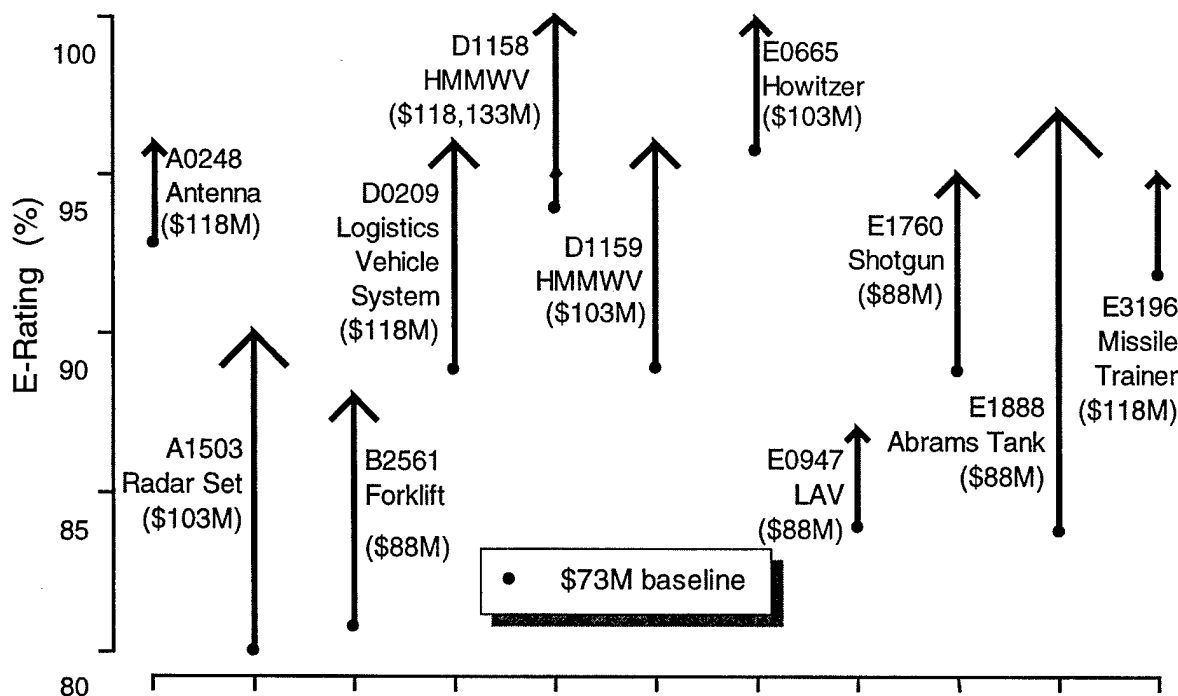 E-Rating (%)
100
95
90
85
80
A0248
Antenna
($118M)
A1503
Radar Set
($103M)
B2561
Forklift
($88M)
D0209
Logistics
Vehicle
System
($118M)
D1158
HMMWV
($118,133M)
D1159
HMMWV
($103M)
E0665
Howitzer
($103M)
E0947
LAV
($88M)
E1760
Shotgun
($88M)
E1888
Abrams Tank
($88M)
E3196
Missile
Trainer
($118M)
$73M baseline